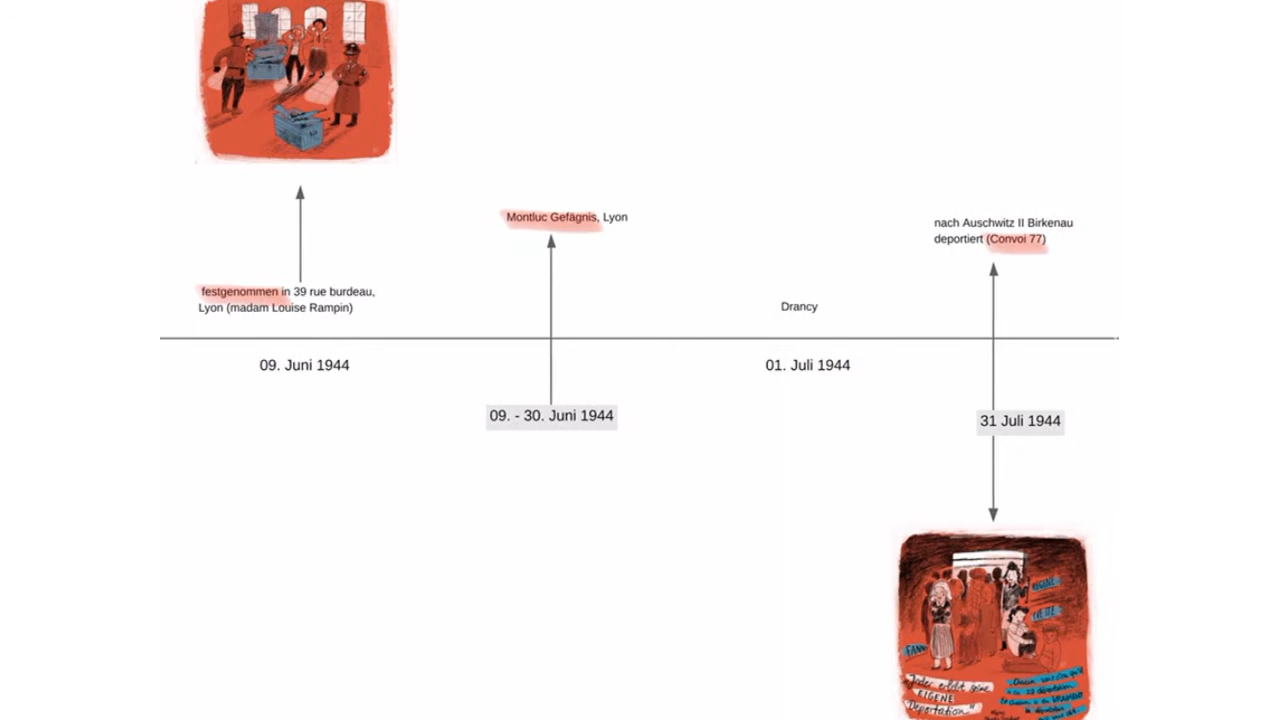 Montluc Gefägnis, Lyon
nach Auschwitz II Birkenau
deportiert (Convoi 77)
festgenommen in 39 rue burdeau,
Lyon (madam Louise Rampin)
Drancy
09. Juni 1944
01. Juli 1944
09. - 30. Juni 1944
31 Juli 1944
FANNY
"Jeder erlebt seine
EIGENE
Deportation"